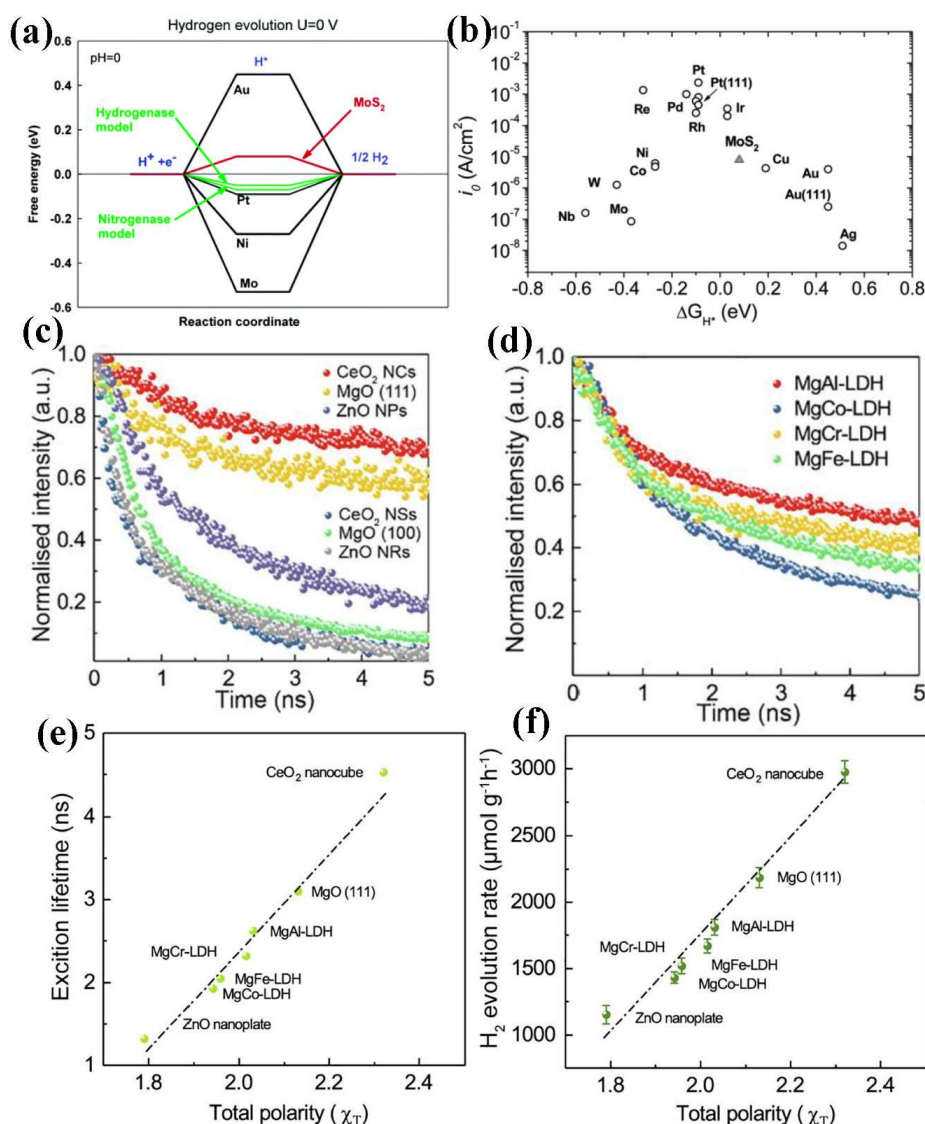 (a)
Hydrogen evolution U=0 V
pH=0
H*
Au
Hydrogenase
model
MoS2
H+ +e-
1/2 H2
Pt
Nitrogenase
model
Ni
Mo
0.6
0.4
0.2
0.0
-0.2
-0.4
-0.6
Free energy (eV)
Reaction coordinate
(b)
10-1
10-2
10-3
10-4
10-5
10-6
10-7
10-8
i0 (A/cm2)
Pt
Pt(111)
Re
Pd
Ir
Rh
Ni
MoS2
Co
Cu
W
Au
Nb
Mo
Au(111)
Ag
-0.8 -0.6 -0.4 -0.2 0.0 0.2 0.4 0.6 0.8
ΔGH* (eV)
(c)
1.0
0.8
0.6
0.4
0.2
Normalised intensity (a.u.)
CeO2 NCs
MgO (111)
ZnO NPs
CeO2 NSs
MgO (100)
ZnO NRs
0 1 2 3 4 5
Time (ns)
(d)
1.0
0.8
0.6
0.4
0.2
Normalised intensity (a.u.)
MgAl-LDH
MgCo-LDH
MgCr-LDH
MgFe-LDH
0 1 2 3 4 5
Time (ns)
(e)
5
4
3
2
1
Excition lifetime (ns)
CeO2 nanocube
MgO (111)
MgAl-LDH
MgCr-LDH
MgFe-LDH
MgCo-LDH
ZnO nanoplate
1.8 2.0 2.2 2.4
Total polarity (χT)
(f)
3000
2500
2000
1500
1000
H2 evolution rate (μmol g-1h-1)
CeO2 nanocube
MgO (111)
MgAl-LDH
MgCr-LDH
MgFe-LDH
MgCo-LDH
ZnO nanoplate
1.8 2.0 2.2 2.4
Total polarity (χT)